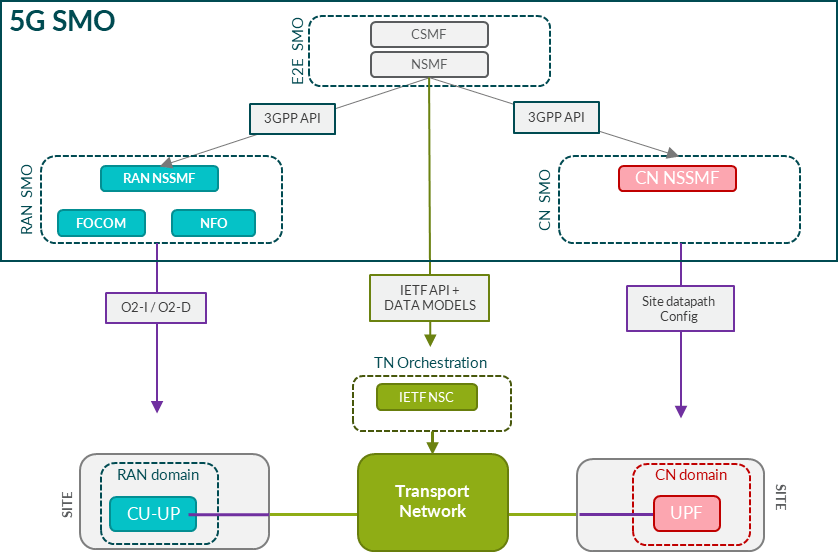 5G SMO
E2E SMO
CSMF
NSMF
3GPP API
3GPP API
RAN SMO
RAN NSSMF
FOCOM
NFO
CN SMO
CN NSSMF
O2-I / O2-D
IETF API +
DATA MODELS
Site datapath
Config
TN Orchestration
IETF NSC
SITE
RAN domain
CU-UP
Transport
Network
CN domain
UPF
SITE